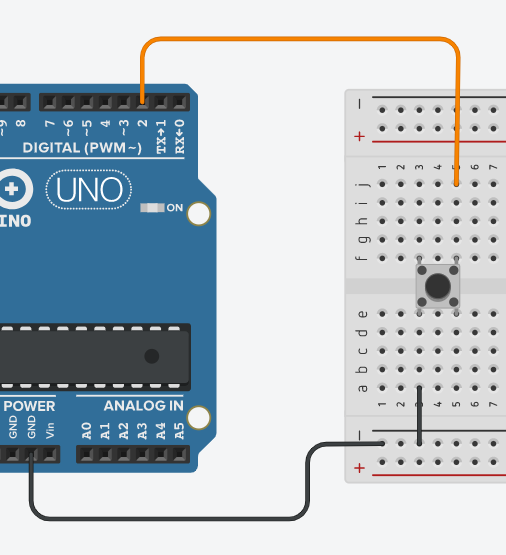 ~9 8 7 ~6 ~5 4 ~3 2 TX→1 RX←0
DIGITAL (PWM~)
UNO
ON
INO
POWER
ANALOG IN
GND GND Vin A0 A1 A2 A3 A4 A5
−
+
1 2 3 4 5 6 7
j
i
h
g
f
e
d
c
b
a
1 2 3 4 5 6 7
−
+